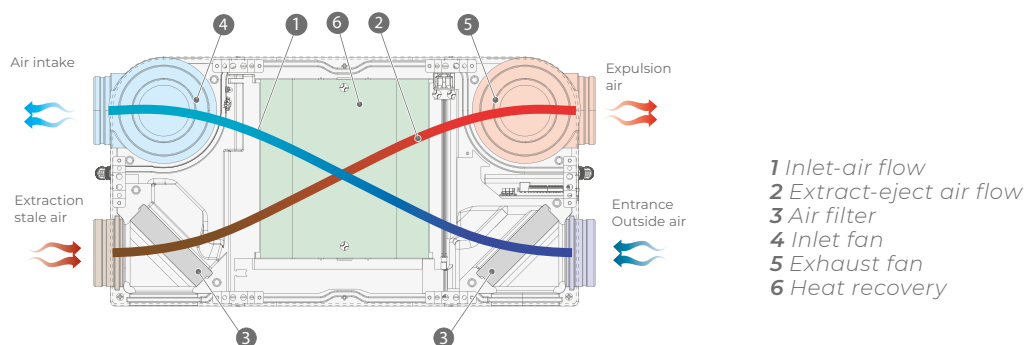 4
1
6
2
5
Air intake
Expulsion
air
Extraction
stale air
Entrance
Outside air
3
3
1 Inlet-air flow
2 Extract-eject air flow
3 Air filter
4 Inlet fan
5 Exhaust fan
6 Heat recovery